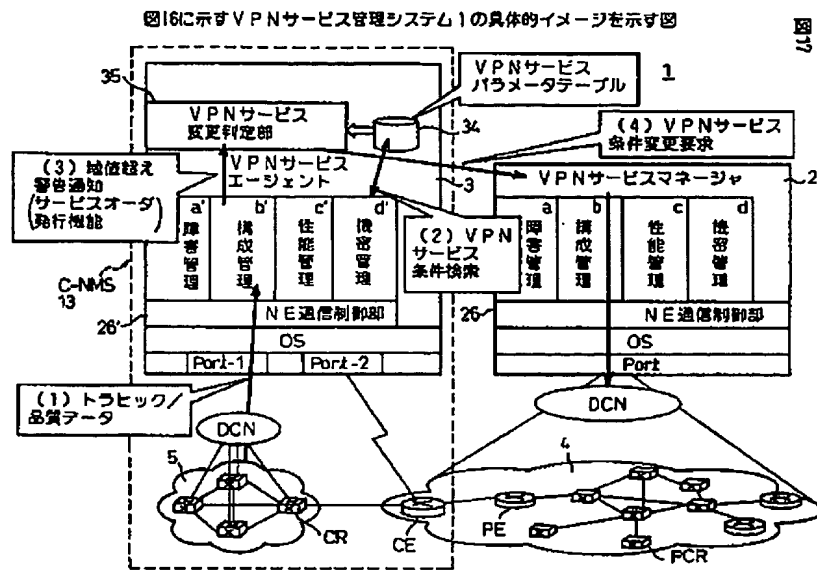 図16に示すVPNサービス管理システム1の具体的イメージを示す図
図17
35
VPNサービス
パラメータテーブル
1
VPNサービス
変更判定部
34
(4)VPNサービス
条件変更要求
(3)閾値超え
警告通知
(サービスオーダ
発行機能)
VPNサービス
エージェント
3
VPNサービスマネージャ
2
a' b' c' d'
障害管理
構成管理
性能管理
機密管理
(2)VPN
サービス
条件検索
a b c d
障害管理
構成管理
性能管理
機密管理
C-NMS
13
26'
NE通信制御部
26
NE通信制御部
OS
OS
Port-1
Port-2
Port
(1)トラヒック/
品質データ
DCN
DCN
5
4
CR
CE
PE
PCR